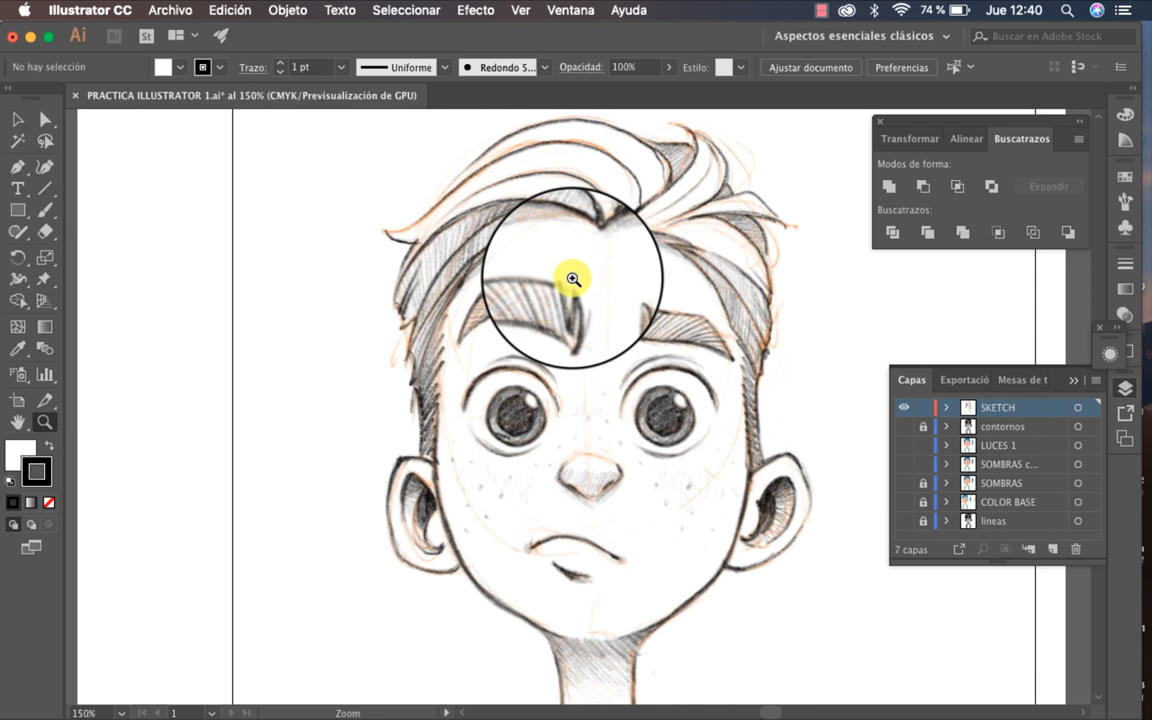 Illustrator CC Archivo Edición Objeto Texto Seleccionar Efecto Ver Ventana Ayuda 74 % Jue 12:40
Ai Br St Aspectos esenciales clásicos Buscar en Adobe Stock
No hay selección Trazo: 1 pt Uniforme Redondo 5... Opacidad: 100% Estilo: Ajustar documento Preferencias
PRACTICA ILLUSTRATOR 1.ai* al 150% (CMYK/Previsualización de GPU)
Transformar Alinear Buscatrazos
Modos de forma:
Expandir
Buscatrazos:
Capas Exportació Mesas de t
SKETCH
contornos
LUCES 1
SOMBRAS c...
SOMBRAS
COLOR BASE
lineas
7 capas
150% 1 Zoom